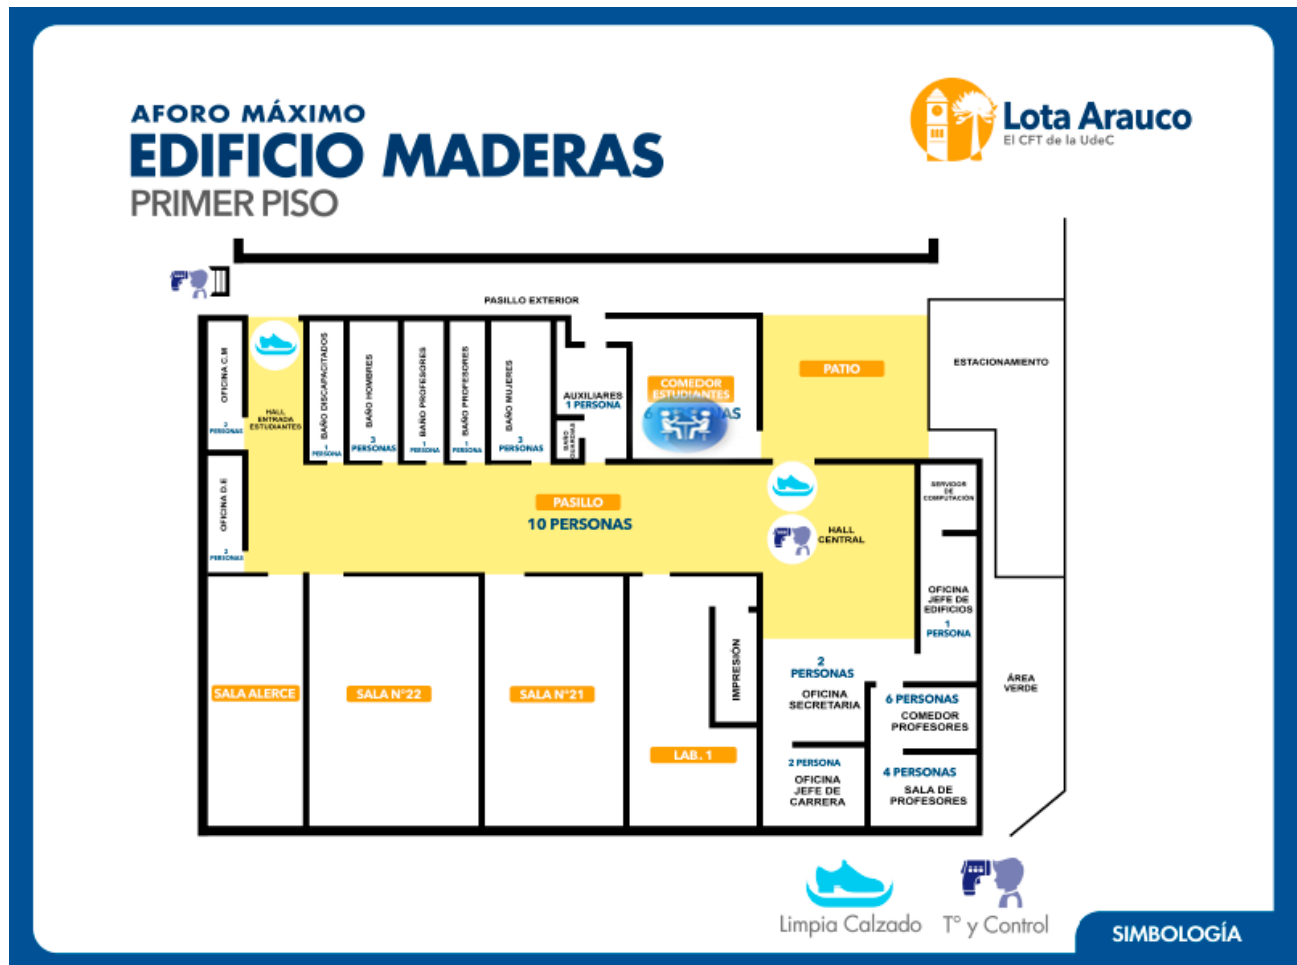 AFORO MÁXIMO
EDIFICIO MADERAS
PRIMER PISO
Lota Arauco
El CFT de la UdeC
PASILLO EXTERIOR
OFICINA C.M
2
PERSONAS
HALL
ENTRADA
ESTUDIANTES
BAÑO DISCAPACITADOS
1
PERSONA
BAÑO HOMBRES
3
PERSONAS
BAÑO PROFESORES
1
PERSONA
BAÑO PROFESORES
1
PERSONA
BAÑO MUJERES
3
PERSONAS
AUXILIARES
1 PERSONA
BAÑO
GUARDIAS
COMEDOR
ESTUDIANTES
PATIO
ESTACIONAMIENTO
OFICINA D.E
2
PERSONAS
PASILLO
10 PERSONAS
HALL
CENTRAL
SERVIDOR
DE
COMPUTACIÓN
OFICINA
JEFE DE
EDIFICIOS
1
PERSONA
SALA ALERCE
SALA N°22
SALA N°21
IMPRESIÓN
LAB. 1
2
PERSONAS
OFICINA
SECRETARIA
6 PERSONAS
COMEDOR
PROFESORES
ÁREA
VERDE
2 PERSONA
OFICINA
JEFE DE
CARRERA
4 PERSONAS
SALA DE
PROFESORES
Limpia Calzado
T° y Control
SIMBOLOGÍA